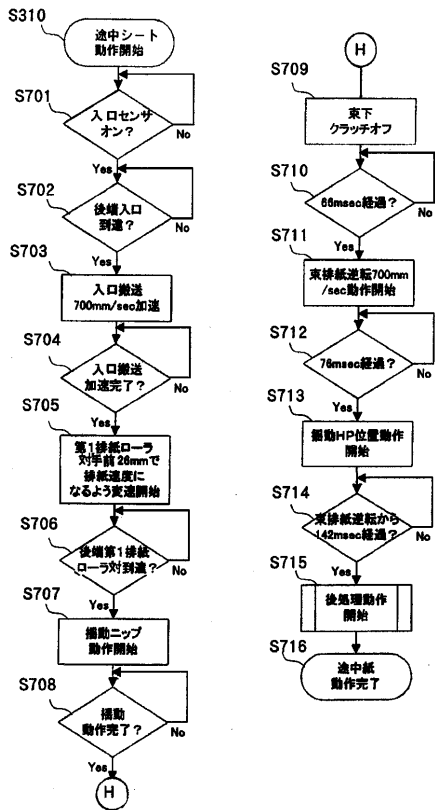 S310
途中シート
動作開始
S701
入口センサ
オン?
No
Yes
S702
後端入口
到達?
No
Yes
S703
入口搬送
700mm/sec加速
S704
入口搬送
加速完了?
No
Yes
S705
第1排紙ローラ
対手前26mmで
排紙速度に
なるよう変速開始
S706
後端第1排紙
ローラ対到達?
No
Yes
S707
揺動ニップ
動作開始
S708
揺動
動作完了?
No
Yes
H
H
S709
束下
クラッチオフ
S710
66msec経過?
No
Yes
S711
束排紙逆転700mm
/sec動作開始
S712
76msec経過?
No
Yes
S713
揺動HP位置動作
開始
S714
束排紙逆転から
142msec経過?
No
Yes
S715
後処理動作
開始
S716
途中紙
動作完了